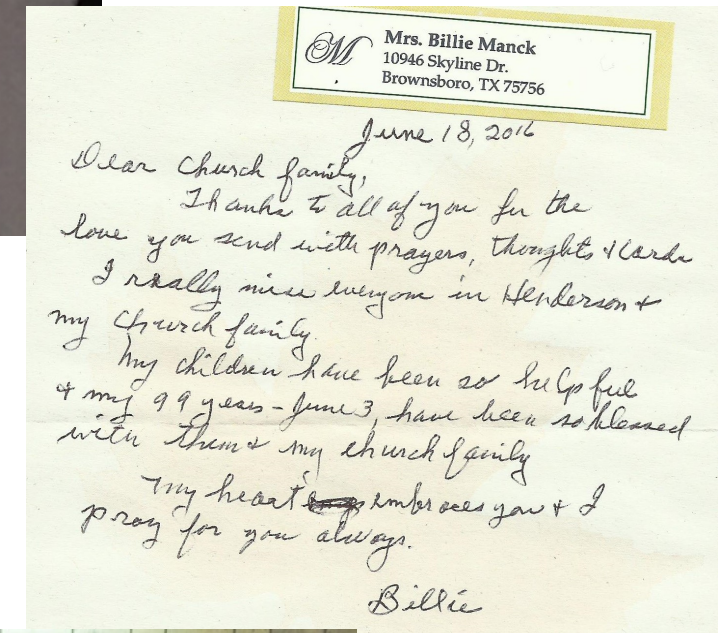 M
Mrs. Billie Manck
10946 Skyline Dr.
Brownsboro, TX 75756
June 18, 2016
Dear Church family,
Thanks to all of you for the
love you send with prayers, thoughts & cards
I really miss everyone in Henderson &
my Church family.
My children have been so helpful
& my 99 years - June 3, have been so blessed
with them & my church family
My heart embraces you & I
pray for you always.
Billie